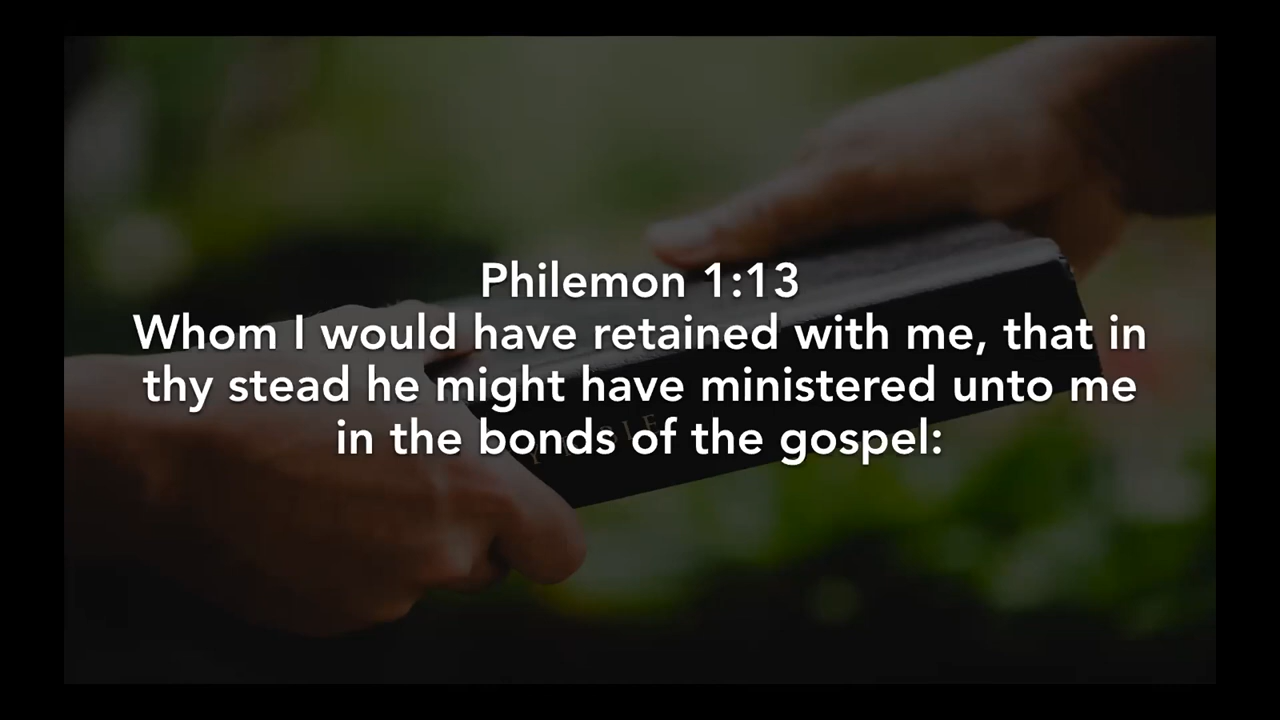 Philemon 1:13
Whom I would have retained with me, that in
thy stead he might have ministered unto me
in the bonds of the gospel: